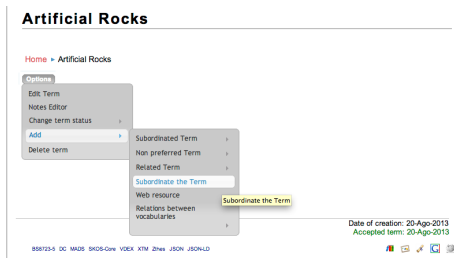 Artificial Rocks
Home ▸ Artificial Rocks
Options
Edit Term
Notes Editor
Change term status
Add
Delete term
Subordinated Term
Non preferred Term
Related Term
Subordinate the Term
Web resource
Subordinate the Term
Relations between
vocabularies
Date of creation: 20-Ago-2013
Accepted term: 20-Ago-2013
BS8723-5 DC MADS SKOS-Core VDEX XTM Zthes JSON JSON-LD